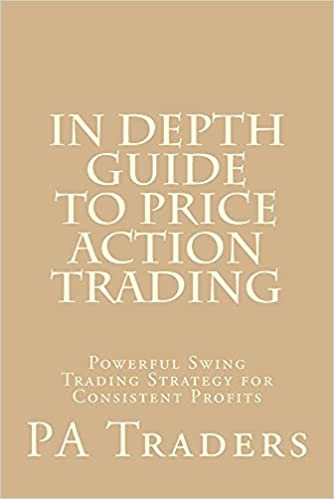 IN DEPTH
GUIDE
TO PRICE
ACTION
TRADING
Powerful Swing
Trading Strategy for
Consistent Profits
PA Traders